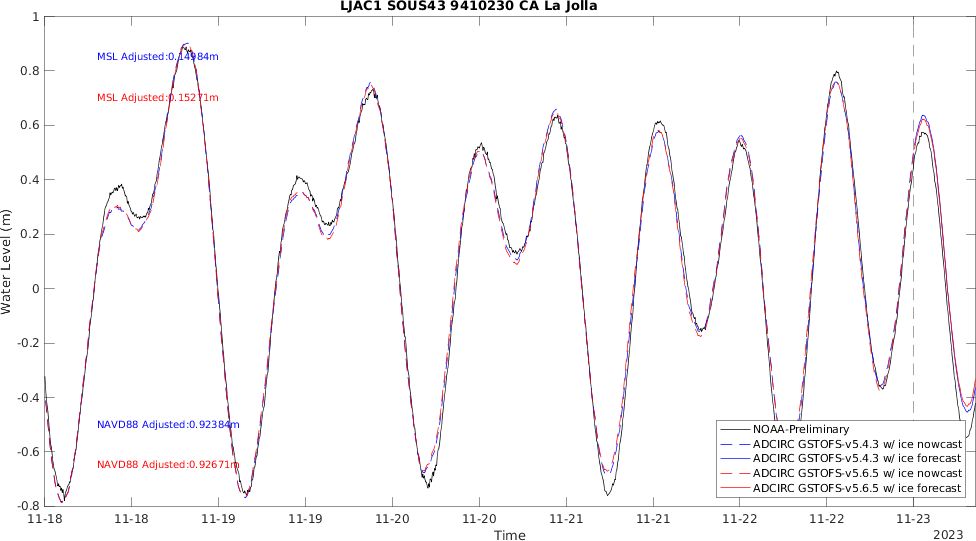 LJAC1 SOUS43 9410230 CA La Jolla
1
0.8
0.6
0.4
0.2
0
-0.2
-0.4
-0.6
-0.8
Water Level (m)
MSL Adjusted:0.14984m
MSL Adjusted:0.15271m
NAVD88 Adjusted:0.92384m
NAVD88 Adjusted:0.92671m
NOAA-Preliminary
ADCIRC GSTOFS-v5.4.3 w/ ice nowcast
ADCIRC GSTOFS-v5.4.3 w/ ice forecast
ADCIRC GSTOFS-v5.6.5 w/ ice nowcast
ADCIRC GSTOFS-v5.6.5 w/ ice forecast
11-18 11-18 11-19 11-19 11-20 11-20 11-21 11-21 11-22 11-22 11-23
Time
2023